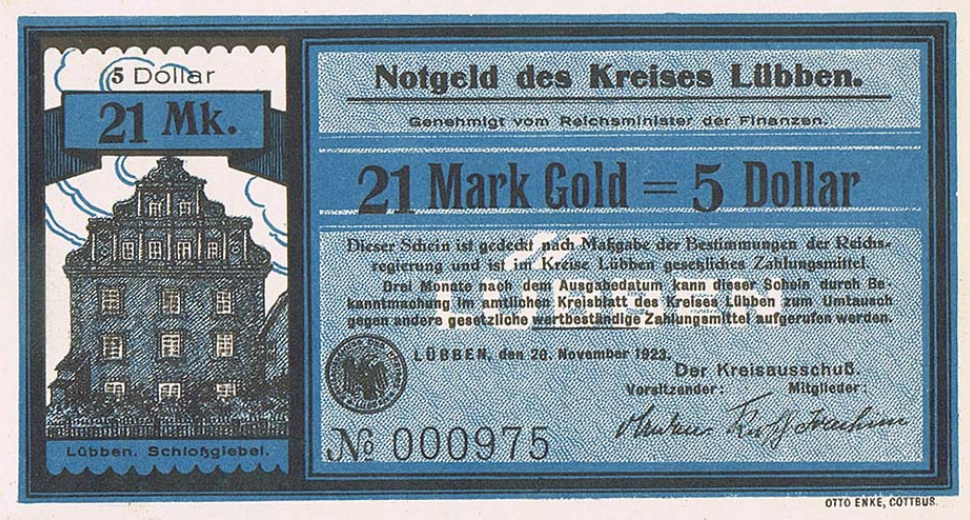 5 Dollar
21 Mk.
Lübben. Schloßgiebel.
Notgeld des Kreises Lübben.
Genehmigt vom Reichsminister der Finanzen.
21 Mark Gold = 5 Dollar
Dieser Schein ist gedeckt nach Maßgabe der Bestimmungen der Reichs-
regierung und ist im Kreise Lübben gesetzliches Zahlungsmittel.
Drei Monate nach dem Ausgabedatum kann dieser Schein durch Be-
kanntmachung im amtlichen Kreisblatt des Kreises Lübben zum Umtausch
gegen andere gesetzliche wertbeständige Zahlungsmittel aufgerufen werden.
LÜBBEN, den 20. November 1923.
Der Kreisausschuß.
Vorsitzender: Mitglieder:
№ 000975
OTTO ENKE, COTTBUS.